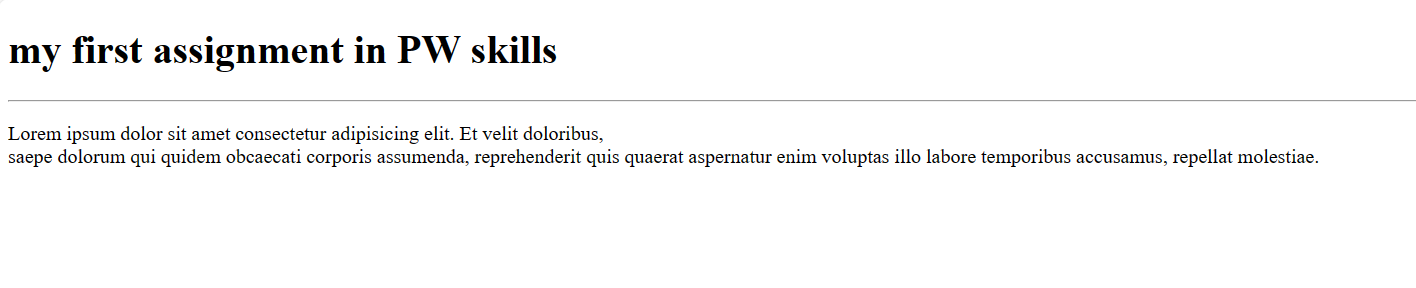 my first assignment in PW skills
Lorem ipsum dolor sit amet consectetur adipisicing elit. Et velit doloribus,
saepe dolorum qui quidem obcaecati corporis assumenda, reprehenderit quis quaerat aspernatur enim voluptas illo labore temporibus accusamus, repellat molestiae.